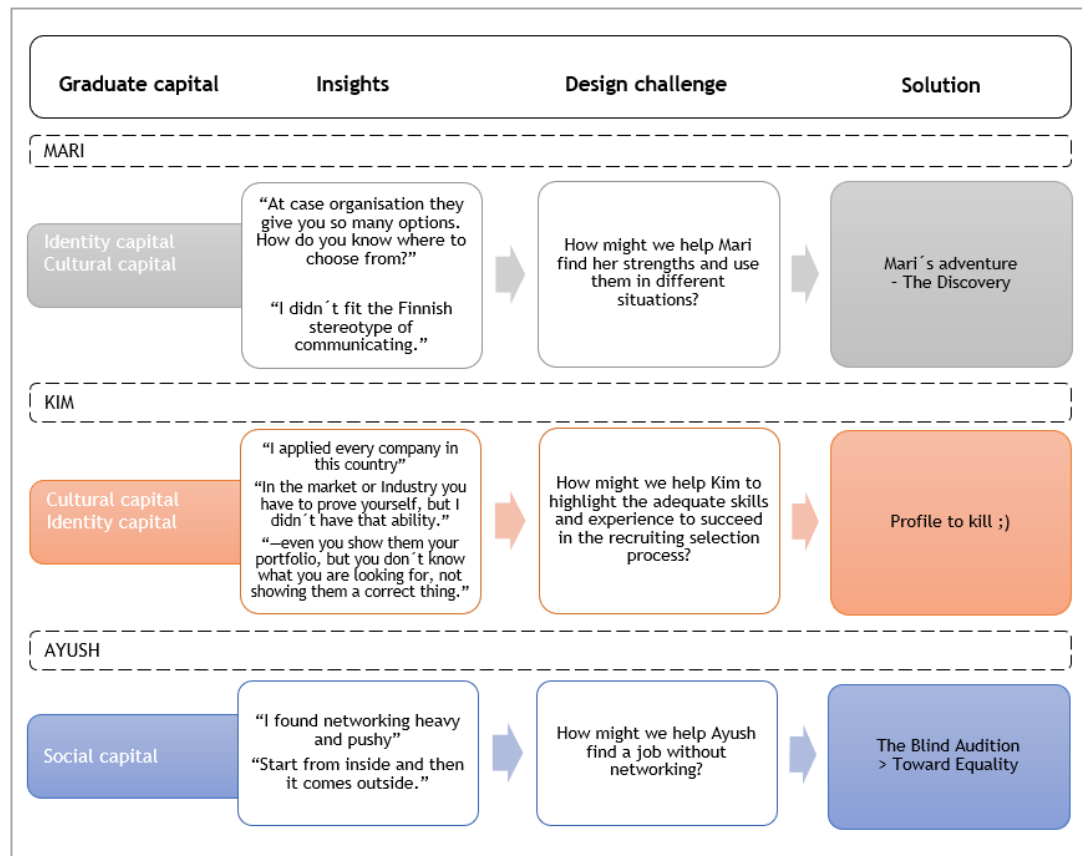 Graduate capital
Insights
Design challenge
Solution
MARI
Identity capital
Cultural capital
“At case organisation they
give you so many options.
How do you know where to
choose from?”
“I didn´t fit the Finnish
stereotype of
communicating.”
How might we help Mari
find her strengths and use
them in different
situations?
Mari´s adventure
- The Discovery
KIM
Cultural capital
Identity capital
“I applied every company in
this country”
“In the market or Industry you
have to prove yourself, but I
didn´t have that ability.”
“—even you show them your
portfolio, but you don´t know
what you are looking for, not
showing them a correct thing.”
How might we help Kim to
highlight the adequate skills
and experience to succeed
in the recruiting selection
process?
Profile to kill ;)
AYUSH
Social capital
“I found networking heavy
and pushy”
“Start from inside and then
it comes outside.”
How might we help Ayush
find a job without
networking?
The Blind Audition
> Toward Equality